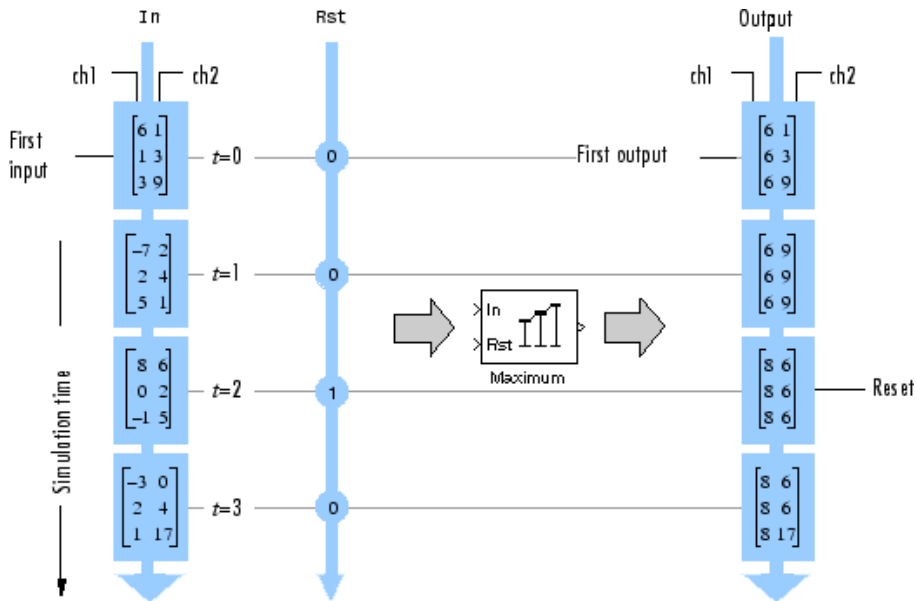 In Rst Output
ch1 ch2 ch1 ch2
First input
6 1
1 3
3 9
t=0 0 First output
6 1
6 3
6 9
-7 2
2 4
5 1
t=1 0
6 9
6 9
6 9
In
Rst
Maximum
Simulation time
8 6
0 2
-1 5
t=2 1
8 6
8 6
8 6
Reset
-3 0
2 4
1 17
t=3 0
8 6
8 6
8 17